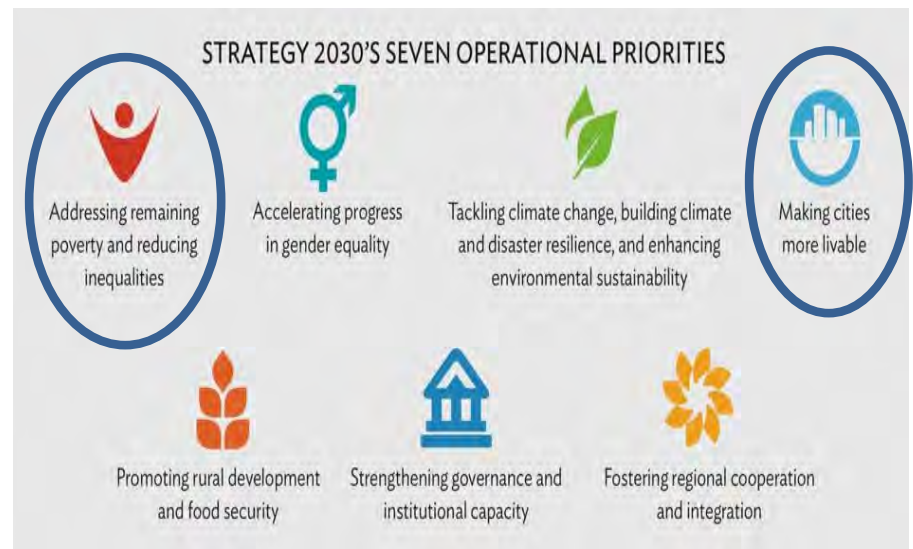 STRATEGY 2030'S SEVEN OPERATIONAL PRIORITIES
Addressing remaining
poverty and reducing
inequalities
Accelerating progress
in gender equality
Tackling climate change, building climate
and disaster resilience, and enhancing
environmental sustainability
Making cities
more livable
Promoting rural development
and food security
Strengthening governance and
institutional capacity
Fostering regional cooperation
and integration